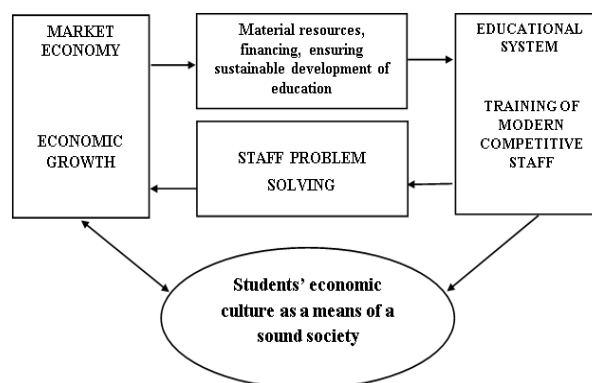 MARKET
ECONOMY
ECONOMIC
GROWTH
Material resources,
financing, ensuring
sustainable development of
education
STAFF PROBLEM
SOLVING
EDUCATIONAL
SYSTEM
TRAINING OF
MODERN
COMPETITIVE
STAFF
Students’ economic
culture as a means of a
sound society